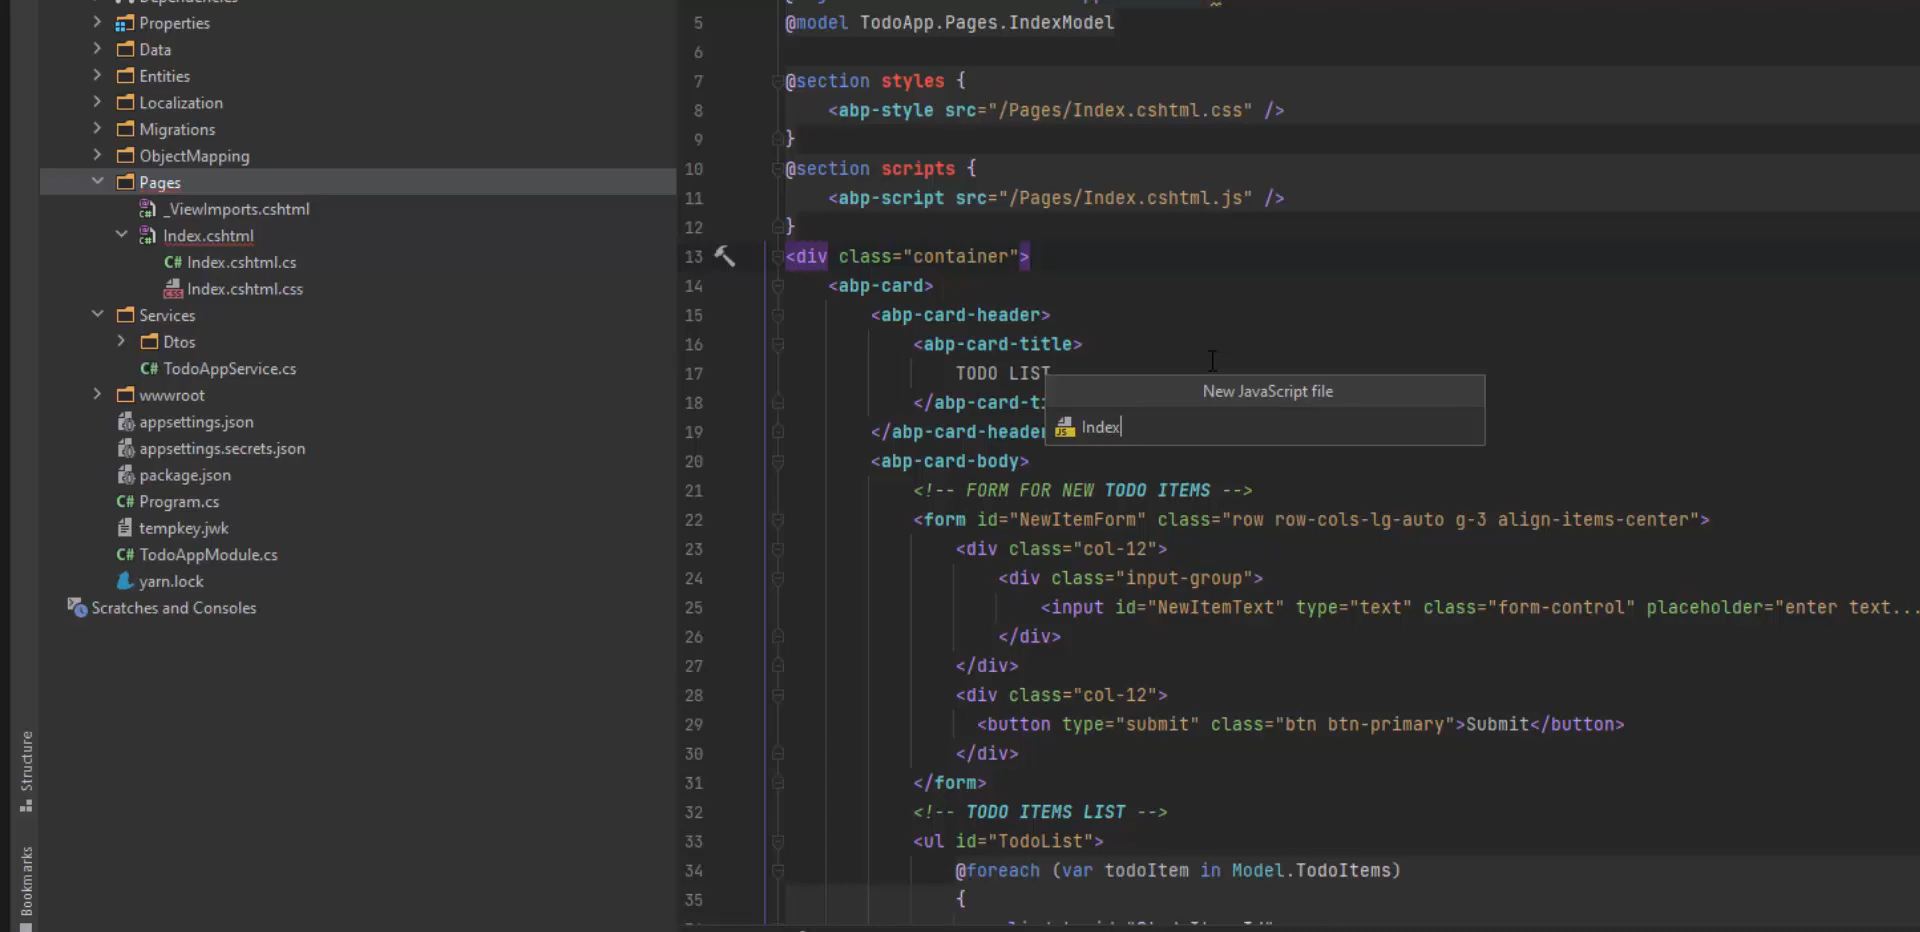 Properties
Data
Entities
Localization
Migrations
ObjectMapping
Pages
_ViewImports.cshtml
Index.cshtml
C# Index.cshtml.cs
CSS Index.cshtml.css
Services
Dtos
C# TodoAppService.cs
wwwroot
appsettings.json
appsettings.secrets.json
package.json
C# Program.cs
tempkey.jwk
C# TodoAppModule.cs
yarn.lock
Scratches and Consoles
Structure
Bookmarks
5 @model TodoApp.Pages.IndexModel
6
7 @section styles {
8 <abp-style src="/Pages/Index.cshtml.css" />
9 }
10 @section scripts {
11 <abp-script src="/Pages/Index.cshtml.js" />
12 }
13 <div class="container">
14 <abp-card>
15 <abp-card-header>
16 <abp-card-title>
17 TODO LIST
18 </abp-card-ti
19 </abp-card-header
New JavaScript file
JS Index
20 <abp-card-body>
21 <!-- FORM FOR NEW TODO ITEMS -->
22 <form id="NewItemForm" class="row row-cols-lg-auto g-3 align-items-center">
23 <div class="col-12">
24 <div class="input-group">
25 <input id="NewItemText" type="text" class="form-control" placeholder="enter text...
26 </div>
27 </div>
28 <div class="col-12">
29 <button type="submit" class="btn btn-primary">Submit</button>
30 </div>
31 </form>
32 <!-- TODO ITEMS LIST -->
33 <ul id="TodoList">
34 @foreach (var todoItem in Model.TodoItems)
35 {